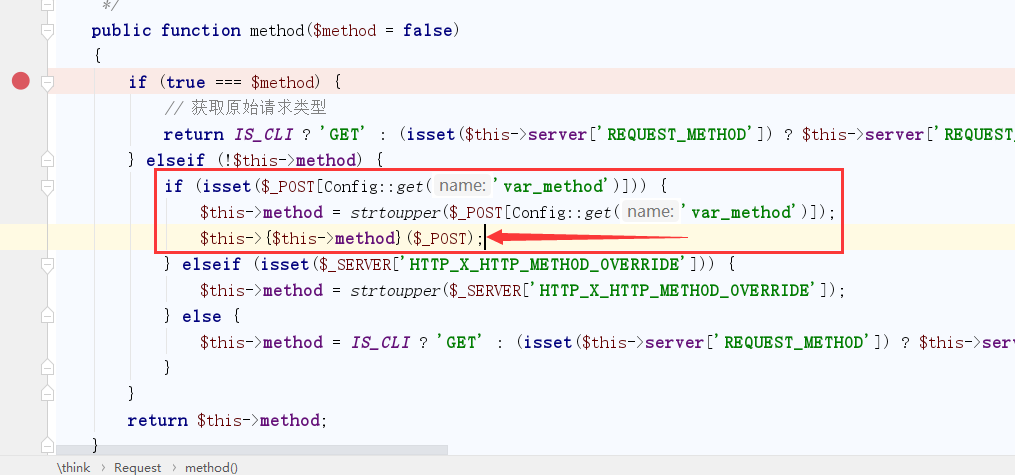 */
public function method($method = false)
{
if (true === $method) {
// 获取原始请求类型
return IS_CLI ? 'GET' : (isset($this->server['REQUEST_METHOD']) ? $this->server['REQUEST_
} elseif (!$this->method) {
if (isset($_POST[Config::get( name: 'var_method')])) {
$this->method = strtoupper($_POST[Config::get( name: 'var_method')]);
$this->{$this->method}($_POST);
} elseif (isset($_SERVER['HTTP_X_HTTP_METHOD_OVERRIDE'])) {
$this->method = strtoupper($_SERVER['HTTP_X_HTTP_METHOD_OVERRIDE']);
} else {
$this->method = IS_CLI ? 'GET' : (isset($this->server['REQUEST_METHOD']) ? $this->serv
}
}
return $this->method;
}
\think › Request › method()